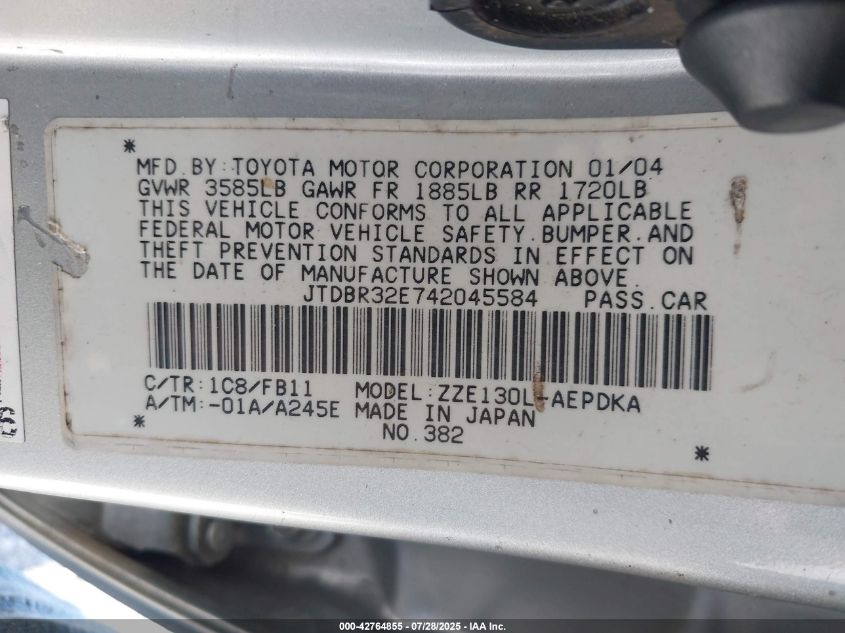 MFD.BY:TOYOTA MOTOR CORPORATION 01/04
GVWR 3585LB GAWR FR 1885LB RR 1720LB
THIS VEHICLE CONFORMS TO ALL APPLICABLE
FEDERAL MOTOR VEHICLE SAFETY.BUMPER.AND
THEFT PREVENTION STANDARDS IN EFFECT ON
THE DATE OF MANUFACTURE SHOWN ABOVE.
JTDBR32E742045584 PASS.CAR
C/TR:1C8/FB11 MODEL:ZZE130L-AEPDKA
A/TM:-01A/A245E MADE IN JAPAN
NO.382
000-42764855 | 07/28/2025 - IAA Inc.